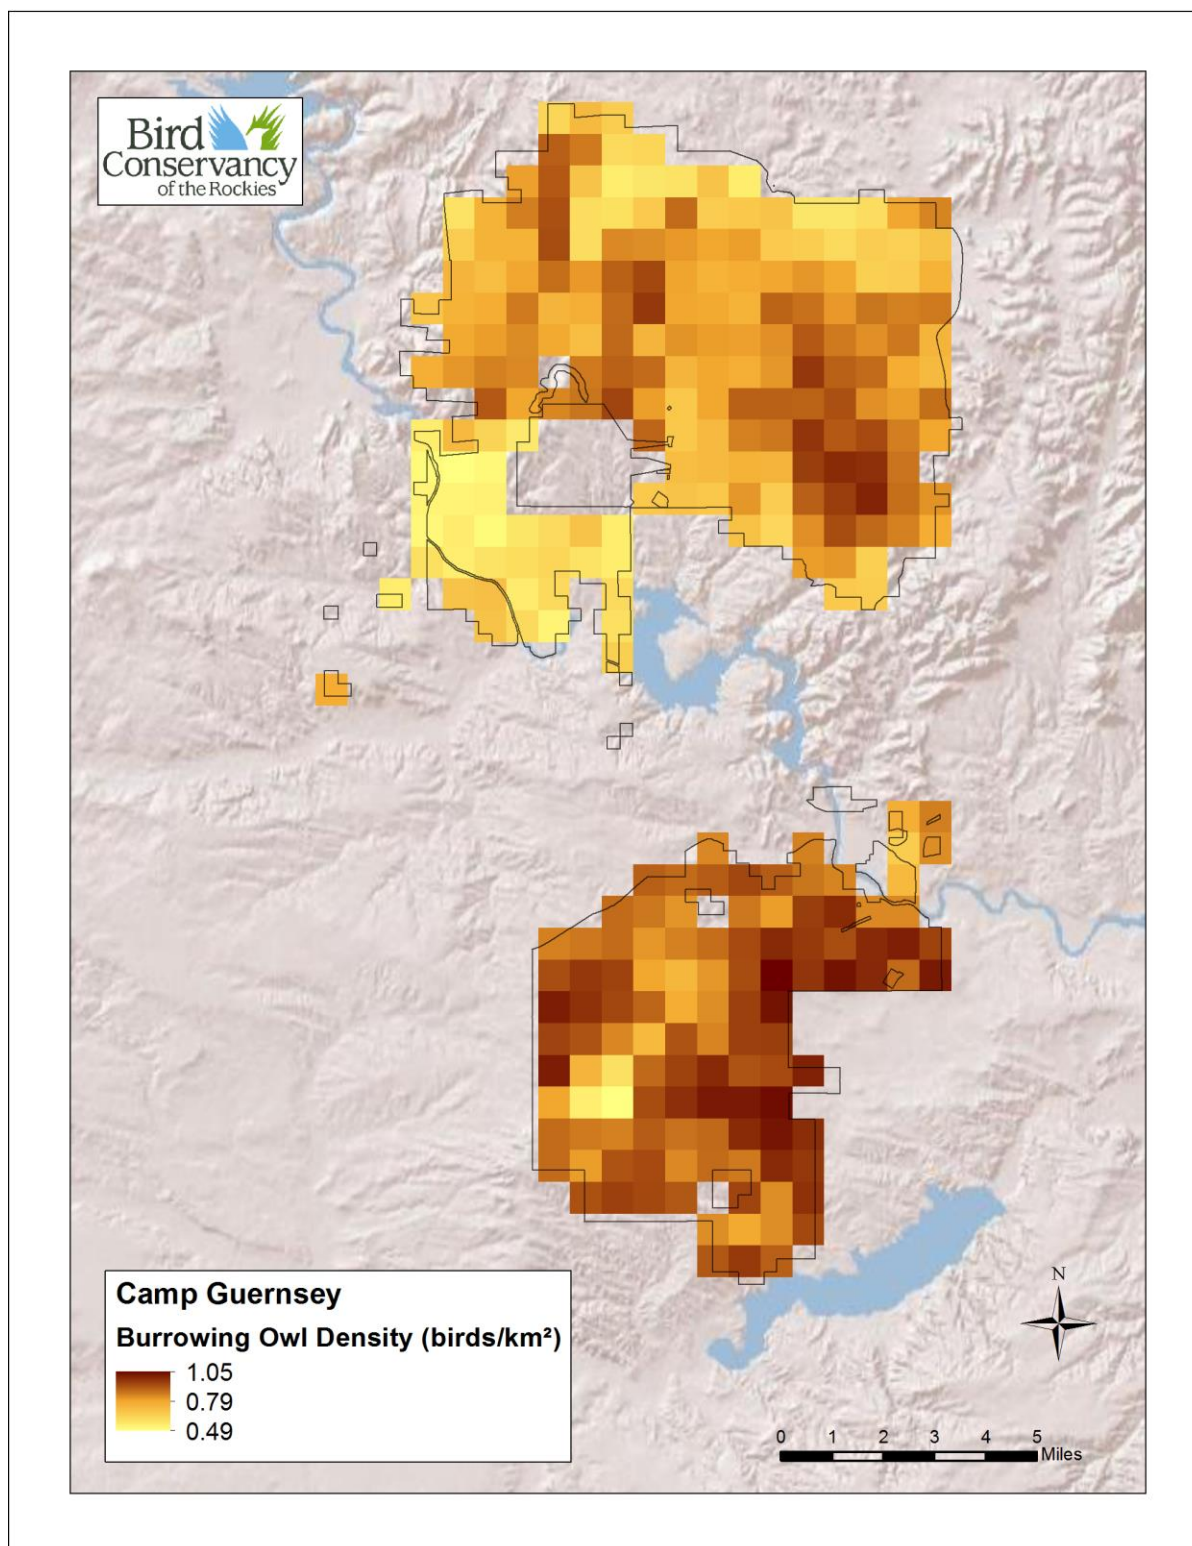 Bird
Conservancy
of the Rockies
Camp Guernsey
Burrowing Owl Density (birds/km²)
1.05
0.79
0.49
N
0 1 2 3 4 5
Miles